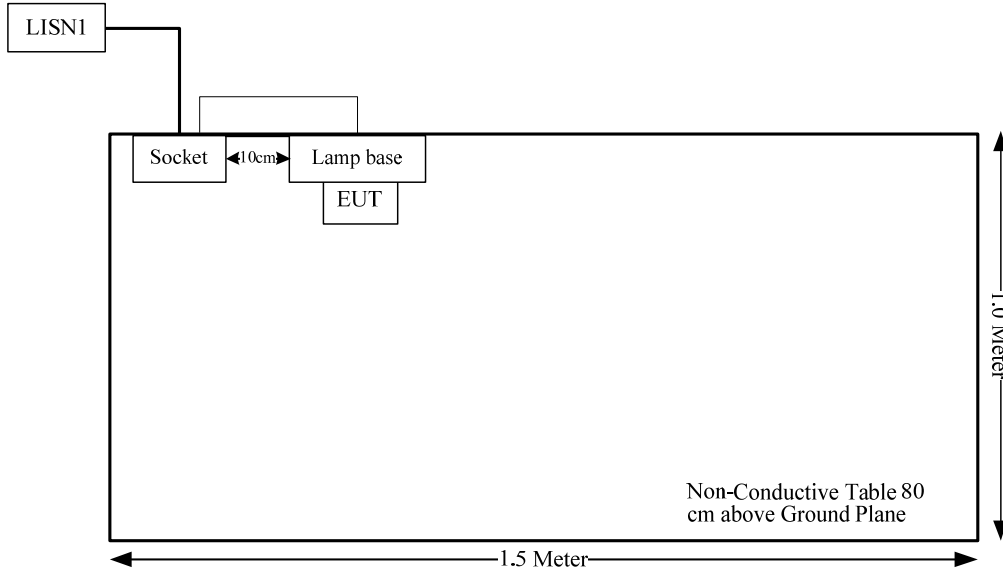 LISN1
Socket
10cm
Lamp base
EUT
1.0 Meter
Non-Conductive Table 80
cm above Ground Plane
1.5 Meter